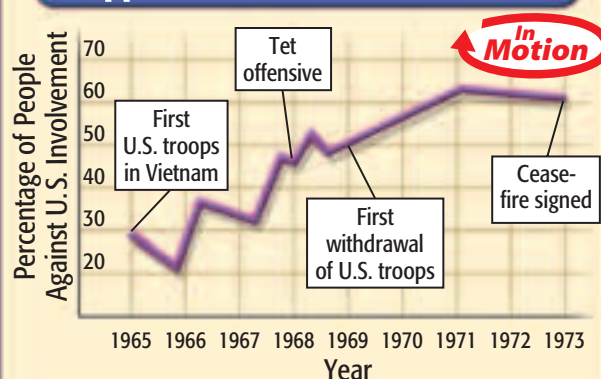 In
Motion
Percentage of People
Against U.S. Involvement
70
60
50
40
30
20
First
U.S. troops
in Vietnam
Tet
offensive
First
withdrawal
of U.S. troops
Cease-
fire signed
1965 1966 1967 1968 1969 1970 1971 1972 1973
Year